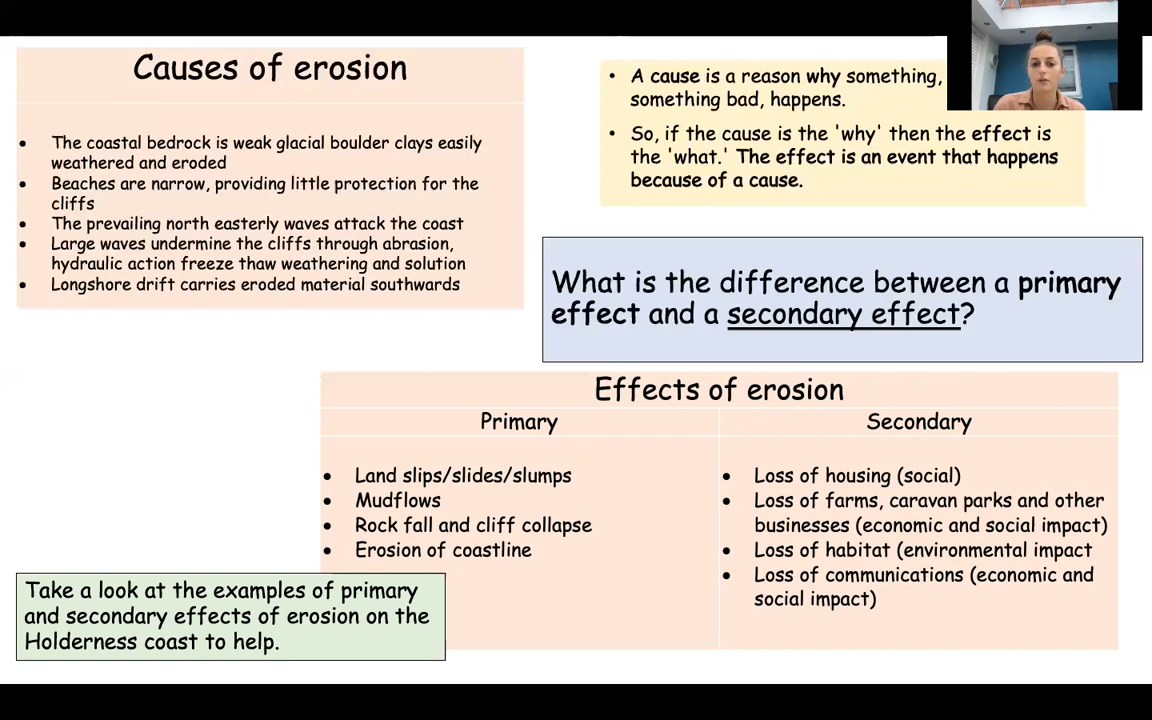 Causes of erosion
The coastal bedrock is weak glacial boulder clays easily
weathered and eroded
Beaches are narrow, providing little protection for the
cliffs
The prevailing north easterly waves attack the coast
Large waves undermine the cliffs through abrasion,
hydraulic action freeze thaw weathering and solution
Longshore drift carries eroded material southwards
A cause is a reason why something,
something bad, happens.
So, if the cause is the 'why' then the effect is
the 'what.' The effect is an event that happens
because of a cause.
What is the difference between a primary
effect and a secondary effect?
Effects of erosion
Primary
Land slips/slides/slumps
Mudflows
Rock fall and cliff collapse
Erosion of coastline
Secondary
Loss of housing (social)
Loss of farms, caravan parks and other
businesses (economic and social impact)
Loss of habitat (environmental impact
Loss of communications (economic and
social impact)
Take a look at the examples of primary
and secondary effects of erosion on the
Holderness coast to help.